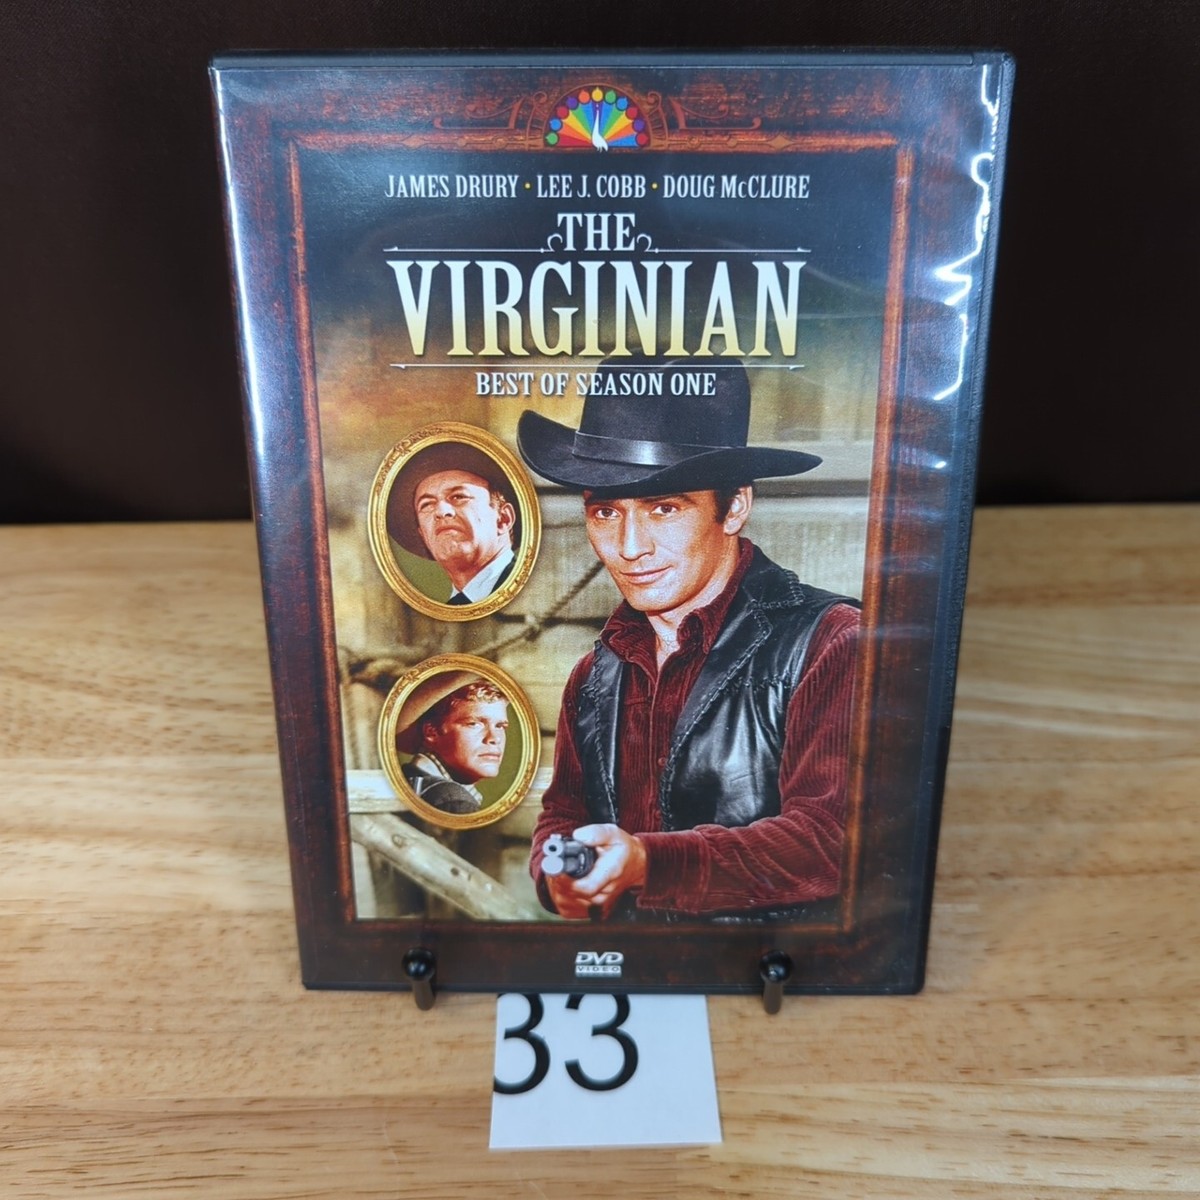 JAMES DRURY · LEE J. COBB · DOUG McCLURE
THE
VIRGINIAN
BEST OF SEASON ONE
DVD
VIDEO
33